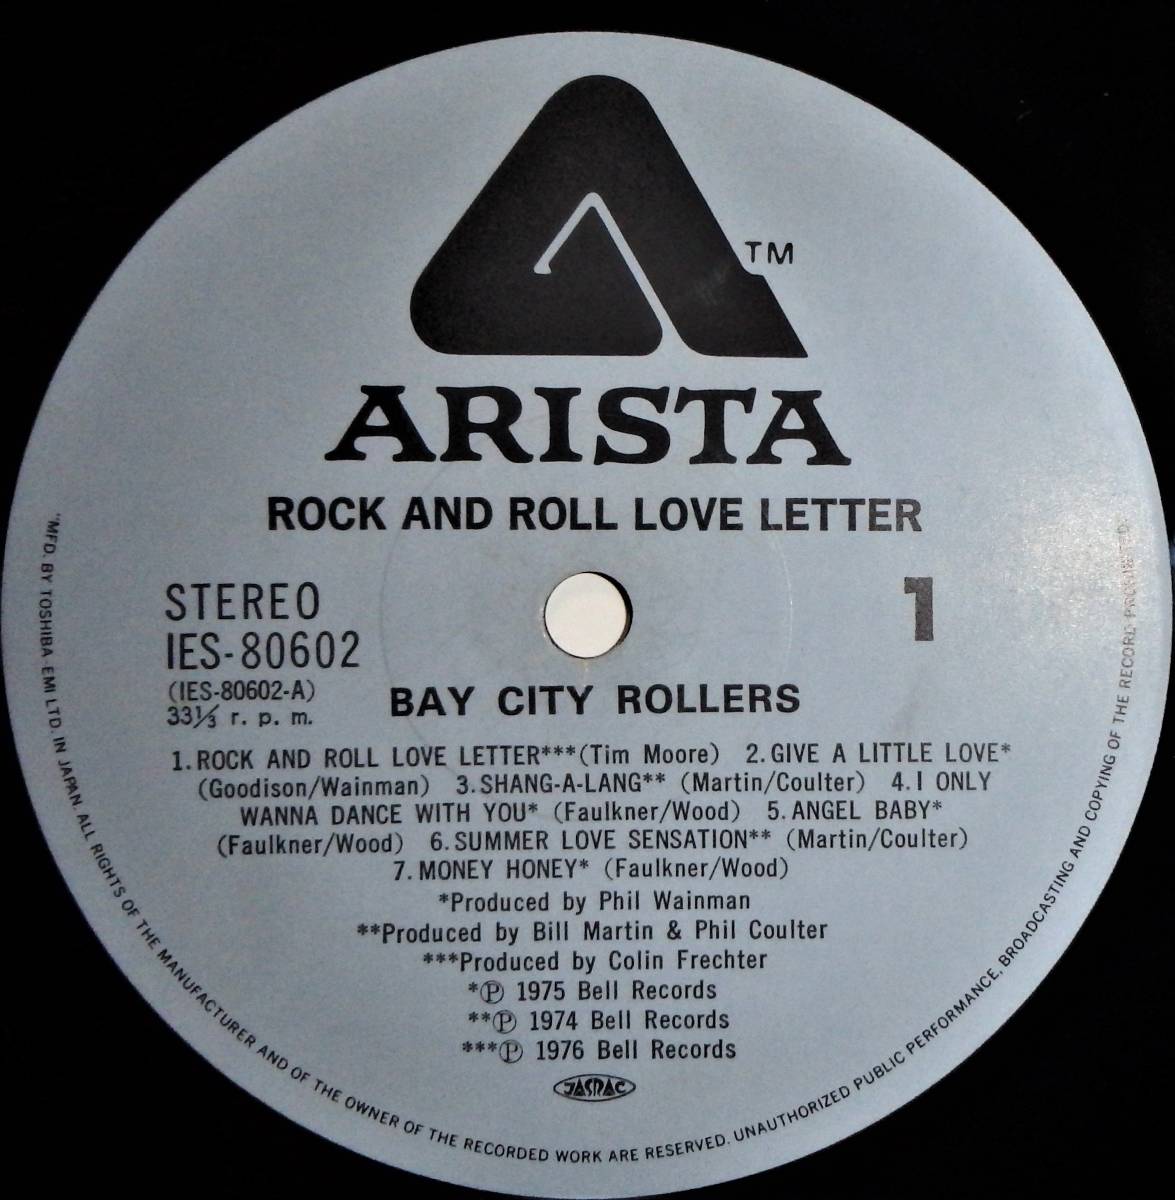 TM
ARISTA
ROCK AND ROLL LOVE LETTER
STEREO
IES-80602
(IES-80602-A)
33⅓ r. p. m.
1
BAY CITY ROLLERS
1. ROCK AND ROLL LOVE LETTER***(Tim Moore) 2. GIVE A LITTLE LOVE*
(Goodison/Wainman) 3. SHANG-A-LANG** (Martin/Coulter) 4. I ONLY
WANNA DANCE WITH YOU* (Faulkner/Wood) 5. ANGEL BABY*
(Faulkner/Wood) 6. SUMMER LOVE SENSATION** (Martin/Coulter)
7. MONEY HONEY* (Faulkner/Wood)
*Produced by Phil Wainman
**Produced by Bill Martin & Phil Coulter
***Produced by Colin Frechter
*Ⓟ 1975 Bell Records
**Ⓟ 1974 Bell Records
***Ⓟ 1976 Bell Records
JASRAC
"MFD. BY TOSHIBA-EMI LTD. IN JAPAN. ALL RIGHTS OF THE MANUFACTURER AND OF THE OWNER OF THE RECORDED WORK ARE RESERVED. UNAUTHORIZED PUBLIC PERFORMANCE, BROADCASTING AND COPYING OF THE RECORD PROHIBITED.